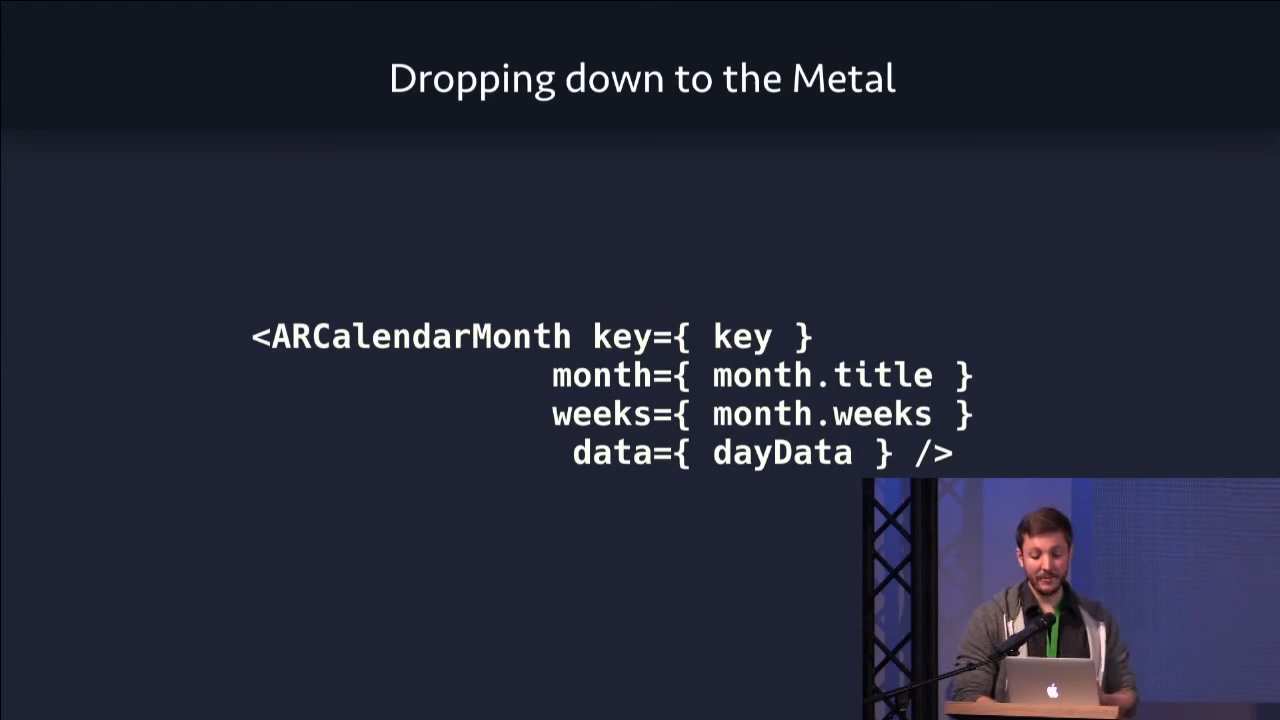 Dropping down to the Metal
<ARCalendarMonth key={ key }
month={ month.title }
weeks={ month.weeks }
data={ dayData } />